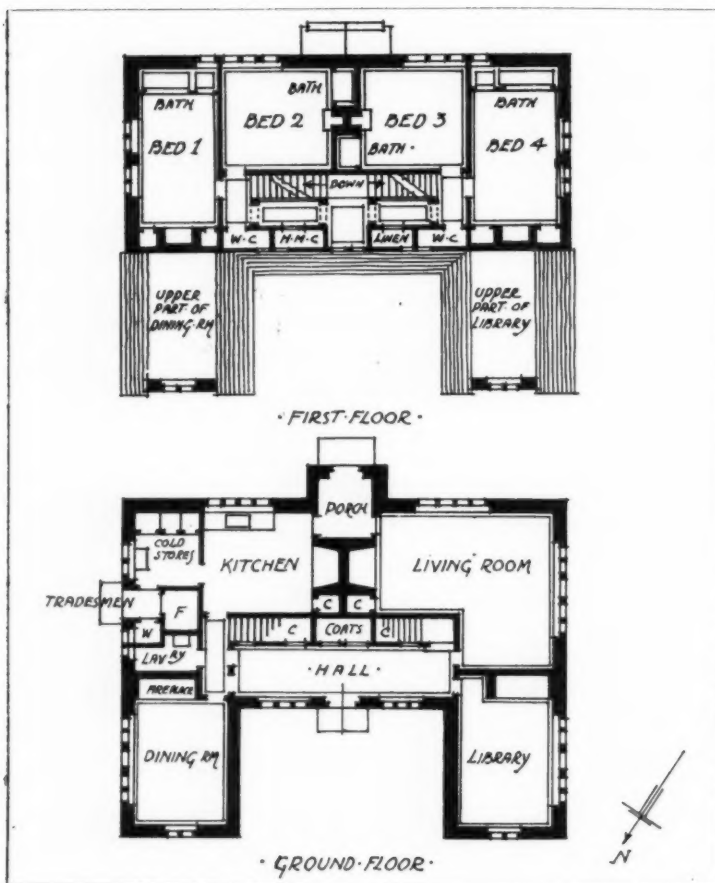 BATH
BED 1
BATH
BED 2
BED 3
BATH·
BATH
BED 4
DOWN
W·C
H·M·C
LINEN
W·C
UPPER
PART OF
DINING·RM
UPPER
PART OF
LIBRARY
·FIRST·FLOOR·
PORCH
COLD
STORES
KITCHEN
LIVING ROOM
TRADESMEN
F
C
C
W
C
COATS
C
LAVRY
·HALL·
FIREPLACE
DINING RM
LIBRARY
N
·GROUND·FLOOR·